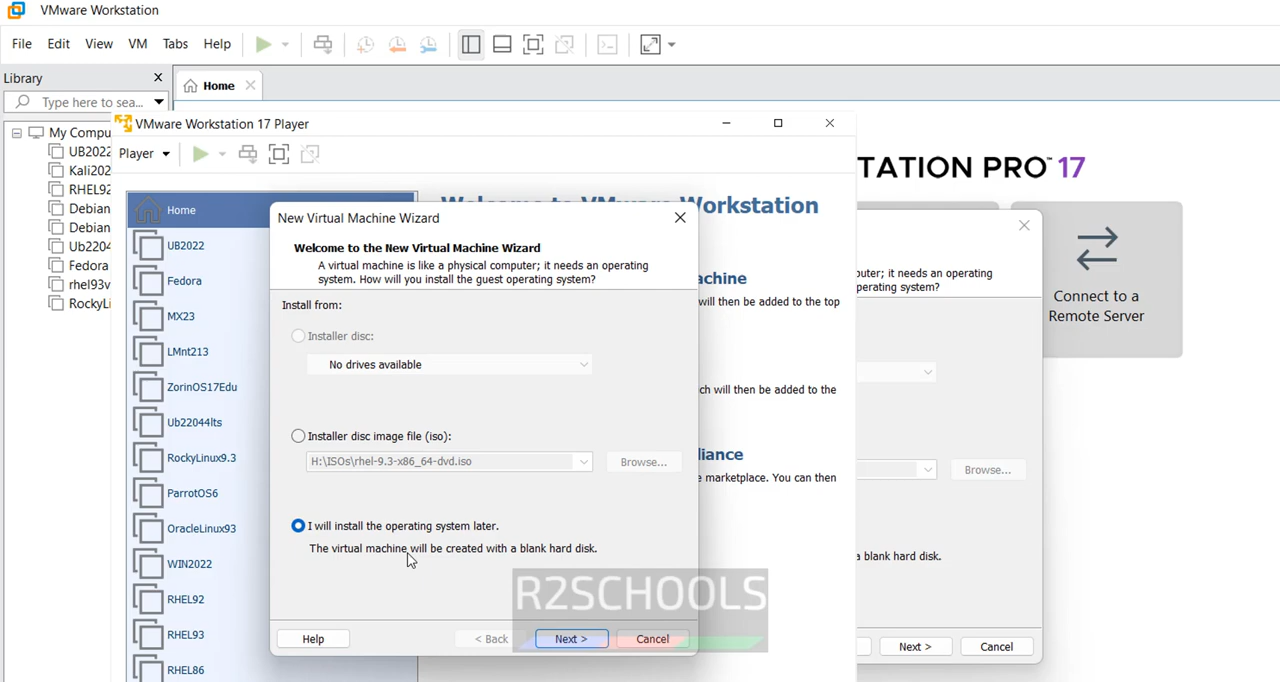 VMware Workstation
File Edit View VM Tabs Help
Library
Home
Type here to sea...
My Compu
UB2022
Kali202
RHEL92
Debian
Debian
Ub2204
Fedora
rhel93v
RockyLi
VMware Workstation 17 Player
Player
Home
UB2022
Fedora
MX23
LMnt213
ZorinOS17Edu
Ub22044lts
RockyLinux9.3
ParrotOS6
OracleLinux93
WIN2022
RHEL92
RHEL93
RHEL86
Welcome to VMware Workstation
achine
will then be added to the top
ch will then be added to the
liance
e marketplace. You can then
New Virtual Machine Wizard
Welcome to the New Virtual Machine Wizard
A virtual machine is like a physical computer; it needs an operating
system. How will you install the guest operating system?
Install from:
Installer disc:
No drives available
Installer disc image file (iso):
H:\ISOs\rhel-9.3-x86_64-dvd.iso
Browse...
I will install the operating system later.
The virtual machine will be created with a blank hard disk.
Help
< Back
Next >
Cancel
R2SCHOOLS
TATION PRO™ 17
puter; it needs an operating
perating system?
Browse...
a blank hard disk.
Next >
Cancel
Connect to a
Remote Server